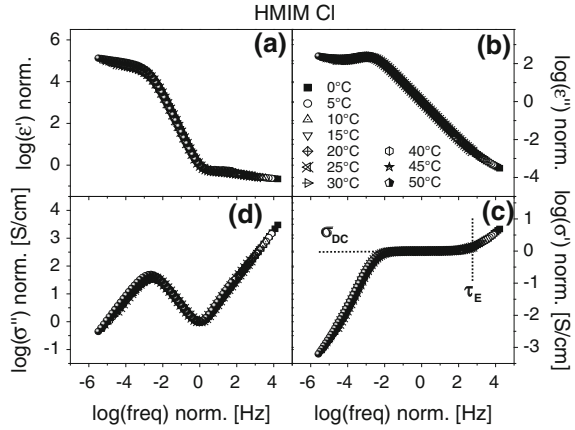 HMIM Cl
(a)
(b)
log(ε') norm.
6
4
2
0
log(ε'') norm.
2
0
-2
-4
0°C
5°C
10°C
15°C
20°C
25°C
30°C
40°C
45°C
50°C
(d)
(c)
log(σ'') norm. [S/cm]
4
3
2
1
0
-1
σDC
τE
log(σ') norm. [S/cm]
1
0
-1
-2
-3
-6 -4 -2 0 2 4
-6 -4 -2 0 2 4
log(freq) norm. [Hz]
log(freq) norm. [Hz]